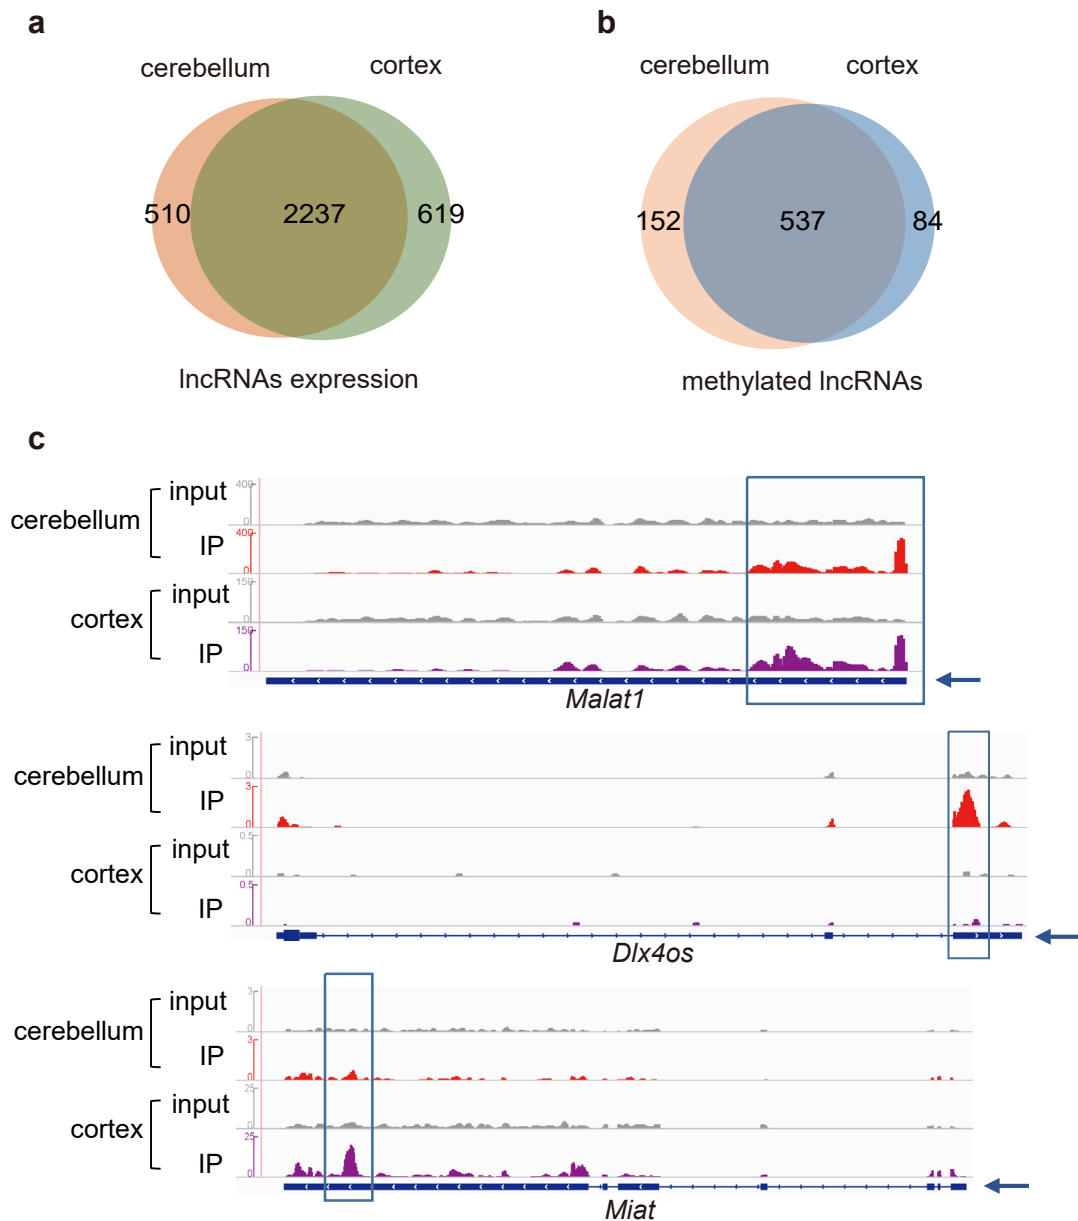 a
cerebellum cortex
510 2237 619
lncRNAs expression
b
cerebellum cortex
152 537 84
methylated lncRNAs
c
cerebellum
input
400
0
IP
400
0
cortex
input
150
0
IP
150
0
Malat1
cerebellum
input
3
0
IP
3
0
cortex
input
0.5
0
IP
0.5
0
Dlx4os
cerebellum
input
3
0
IP
3
0
cortex
input
25
0
IP
25
0
Miat